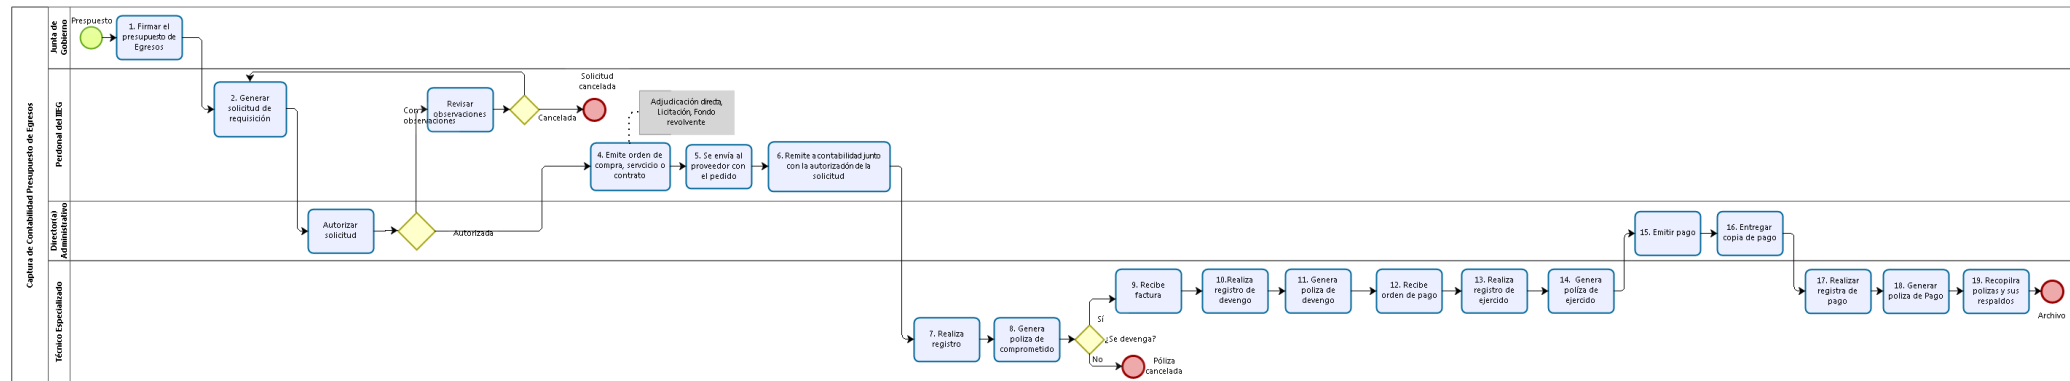 Captura de Contabilidad Presupuesto de Egresos
Junta de
Gobierno
Prespuesto
1. Firmar el
presupuesto de
Egresos
Perdonal del IIEG
2. Generar
solicitud de
requisición
Con
observaciones
Revisar
observaciones
Cancelada
Solicitud
cancelada
Adjudicación directa,
Licitación, Fondo
revolvente
4. Emite orden de
compra, servcicio o
contrato
5. Se envía al
proveedor con
el pedido
6. Remite a contabilidad junto
con la autorización de la
solicitud
Director(a)
Administrativo
Autorizar
solicitud
Autorizada
15. Emitir pago
16. Entregar
copia de pago
Técnico Especializado
7. Realiza
registro
8. Genera
poliza de
comprometido
¿Se devenga?
Sí
No
Póliza
cancelada
9. Recibe
factura
10.Realiza
registro de
devengo
11. Genera
poliza de
devengo
12. Recibe
orden de pago
13. Realiza
registro de
ejercido
14. Genera
políza de
ejercido
17. Realizar
registra de
pago
18. Generar
poliza de Pago
19. Recopilra
polizas y sus
respaldos
Archivo